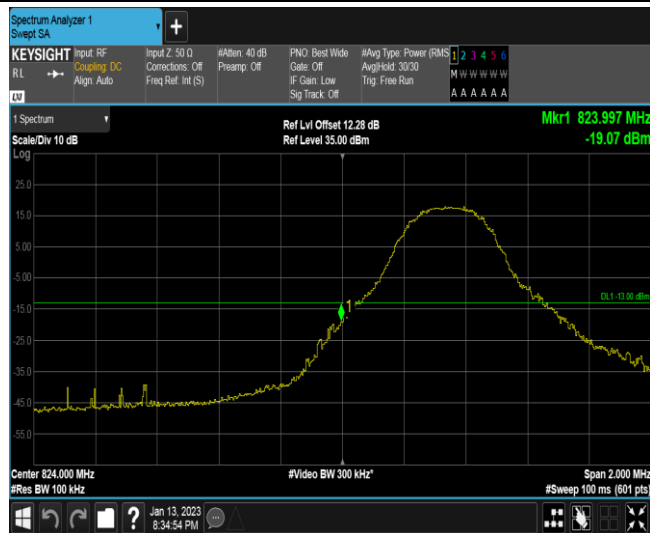 Spectrum Analyzer 1
Swept SA
+
KEYSIGHT
RL
Input: RF
Coupling: DC
Align: Auto
Input Z: 50 Ω
Corrections: Off
Freq Ref: Int (S)
#Atten: 40 dB
Preamp: Off
PNO: Best Wide
Gate: Off
IF Gain: Low
Sig Track: Off
#Avg Type: Power (RMS
Avg|Hold: 30/30
Trig: Free Run
1 2 3 4 5 6
M W W W W W
A A A A A A
LXI
1 Spectrum
Scale/Div 10 dB
Log
Ref Lvl Offset 12.28 dB
Ref Level 35.00 dBm
Mkr1 823.997 MHz
-19.07 dBm
25.0
15.0
5.00
-5.00
DL1 -13.00 dBm
1
-15.0
-25.0
-35.0
-45.0
-55.0
Center 824.000 MHz
#Res BW 100 kHz
#Video BW 300 kHz*
Span 2.000 MHz
#Sweep 100 ms (601 pts)
?
Jan 13, 2023
8:34:54 PM